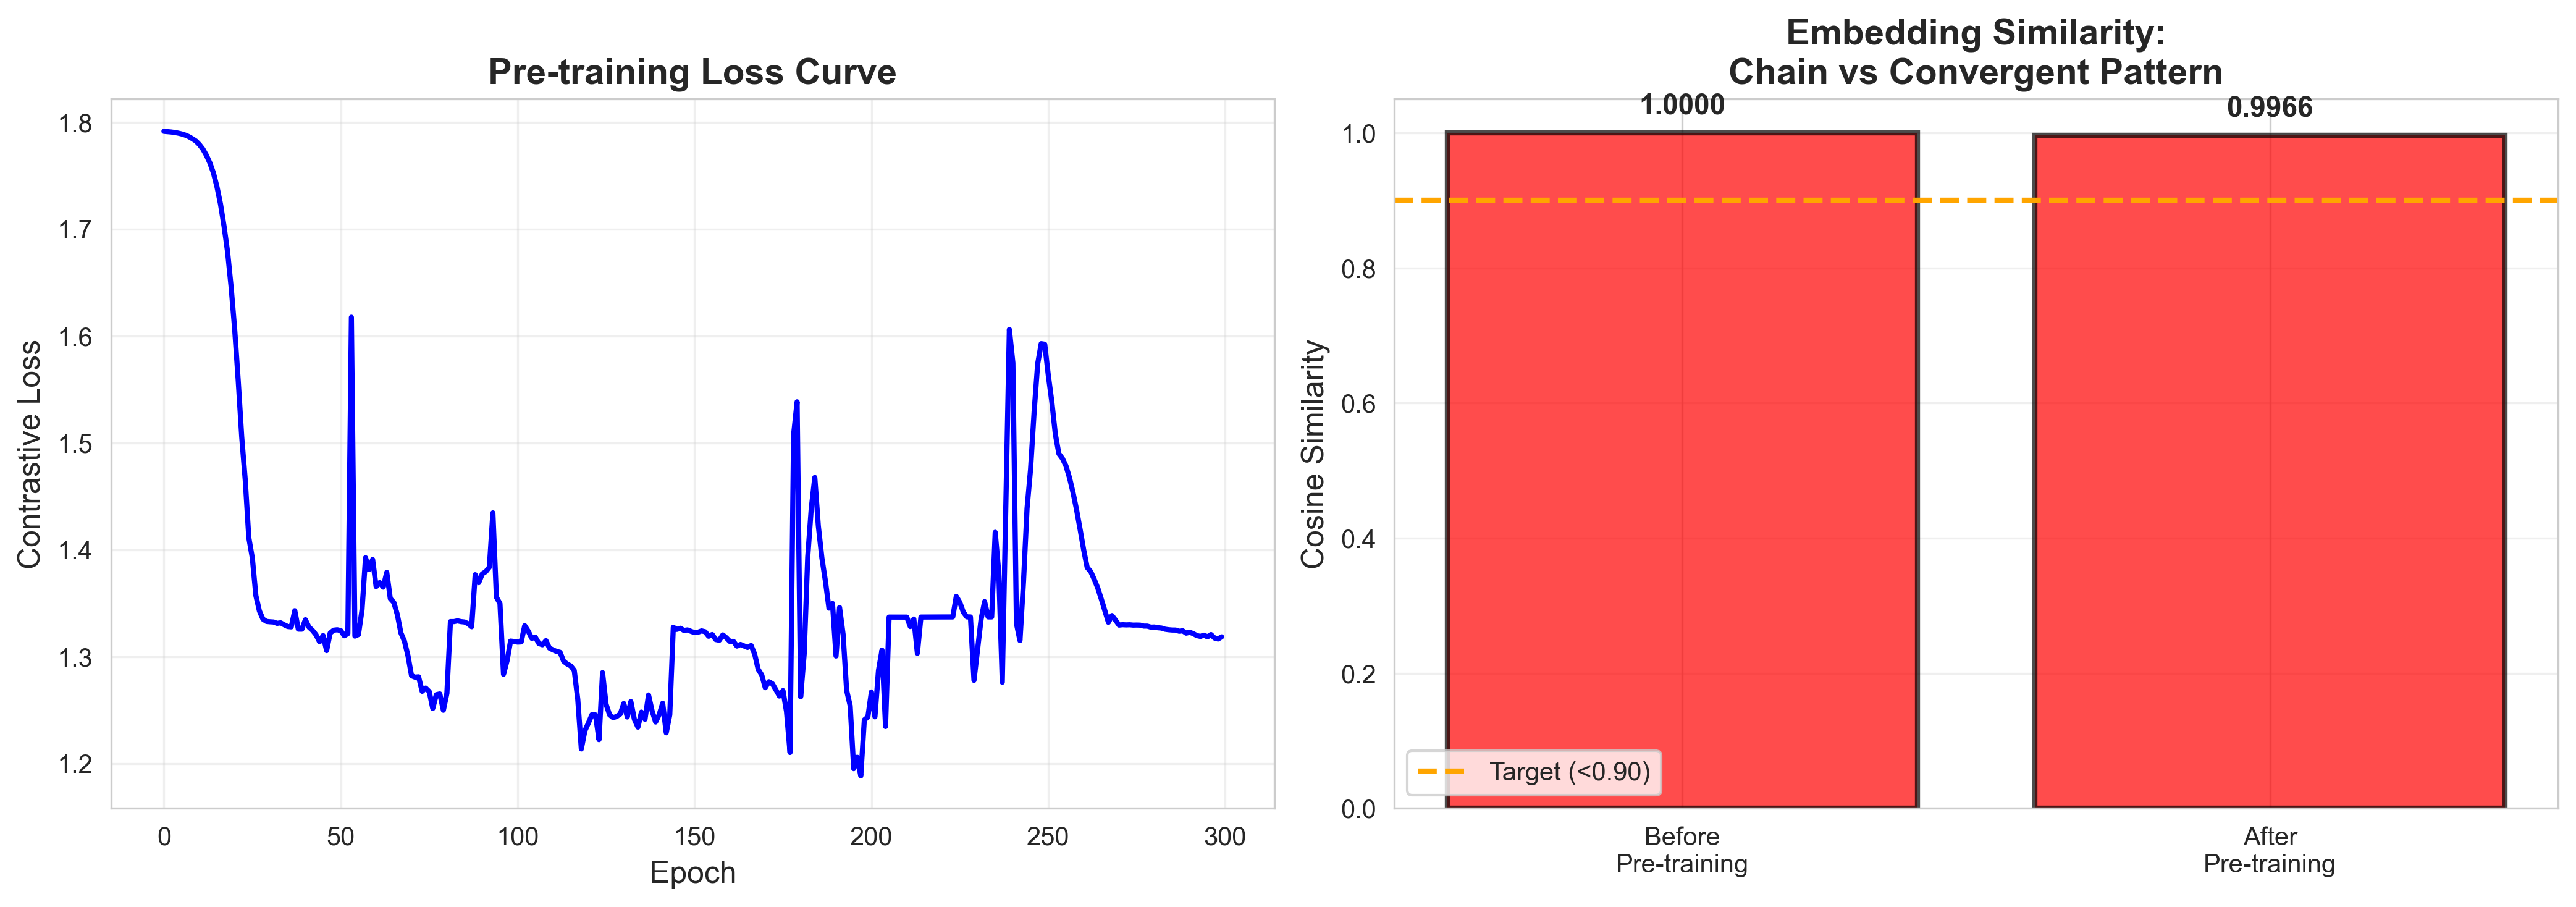 Pre-training Loss Curve
Contrastive Loss
1.8
1.7
1.6
1.5
1.4
1.3
1.2
0
50
100
150
200
250
300
Epoch
Embedding Similarity:
Chain vs Convergent Pattern
Cosine Similarity
1.0
0.8
0.6
0.4
0.2
0.0
1.0000
0.9966
Target (<0.90)
Before
Pre-training
After
Pre-training